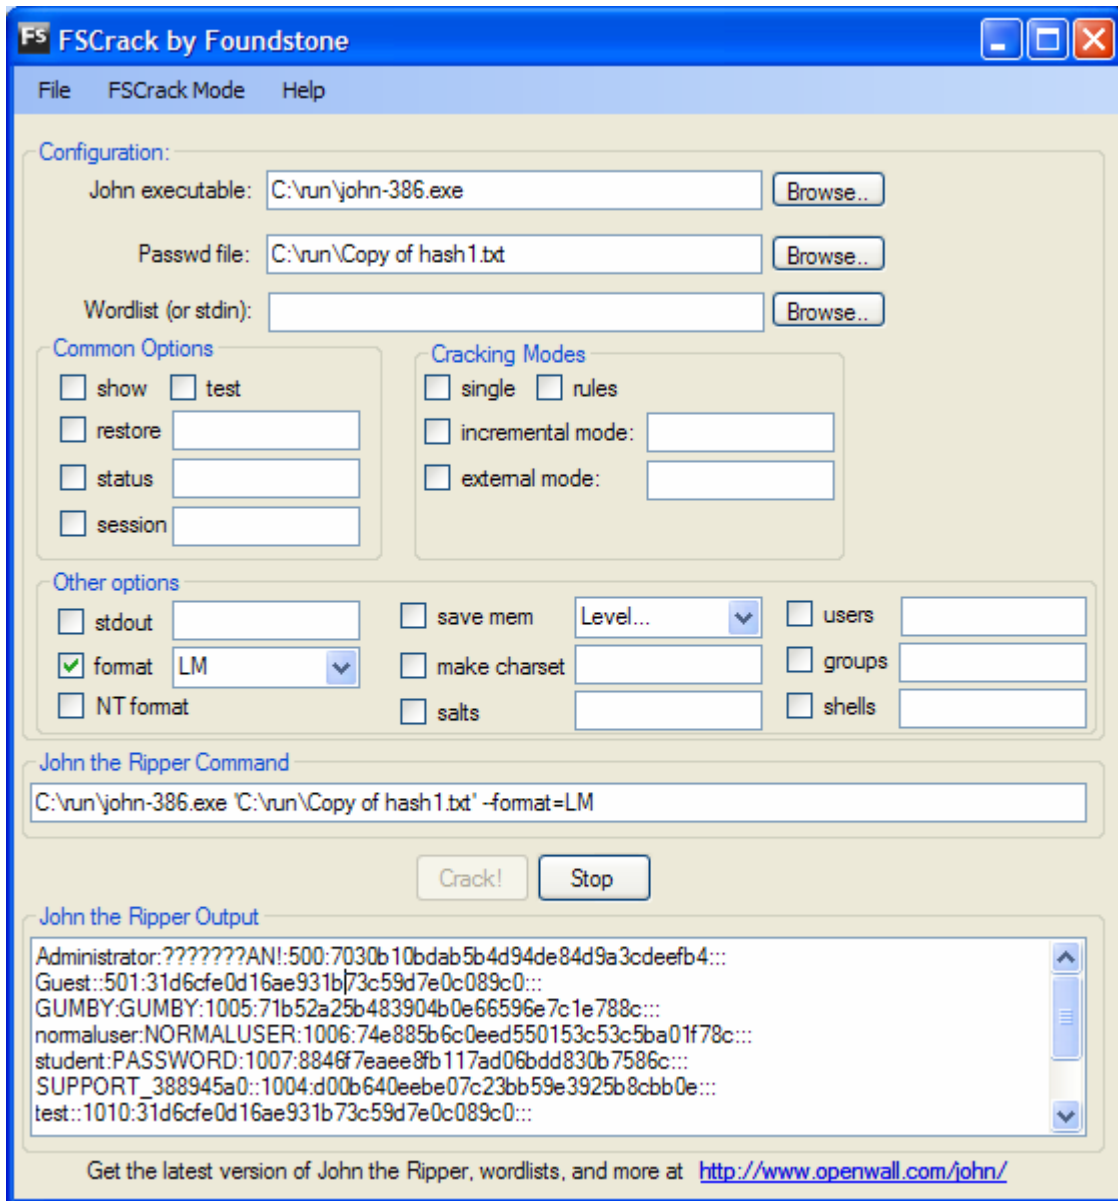 FS FSCrack by Foundstone
File FSCrack Mode Help
Configuration:
John executable: C:\run\john-386.exe Browse..
Passwd file: C:\run\Copy of hash1.txt Browse..
Wordlist (or stdin): Browse..
Common Options
show test
restore
status
session
Cracking Modes
single rules
incremental mode:
external mode:
Other options
stdout save mem Level... users
format LM make charset groups
NT format salts shells
John the Ripper Command
C:\run\john-386.exe "C:\run\Copy of hash1.txt" --format=LM
Crack! Stop
John the Ripper Output
Administrator:???????AN!:500:7030b10bdab5b4d94de84d9a3cdeefb4:::
Guest::501:31d6cfe0d16ae931b73c59d7e0c089c0:::
GUMBY:GUMBY:1005:71b52a25b483904b0e66596e7c1e788c:::
normaluser:NORMALUSER:1006:74e885b6c0eed550153c53c5ba01f78c:::
student:PASSWORD:1007:8846f7eaee8fb117ad06bdd830b7586c:::
SUPPORT_388945a0::1004:d00b640eebe07c23bb59e3925b8cbb0e:::
test::1010:31d6cfe0d16ae931b73c59d7e0c089c0:::
Get the latest version of John the Ripper, wordlists, and more at http://www.openwall.com/john/